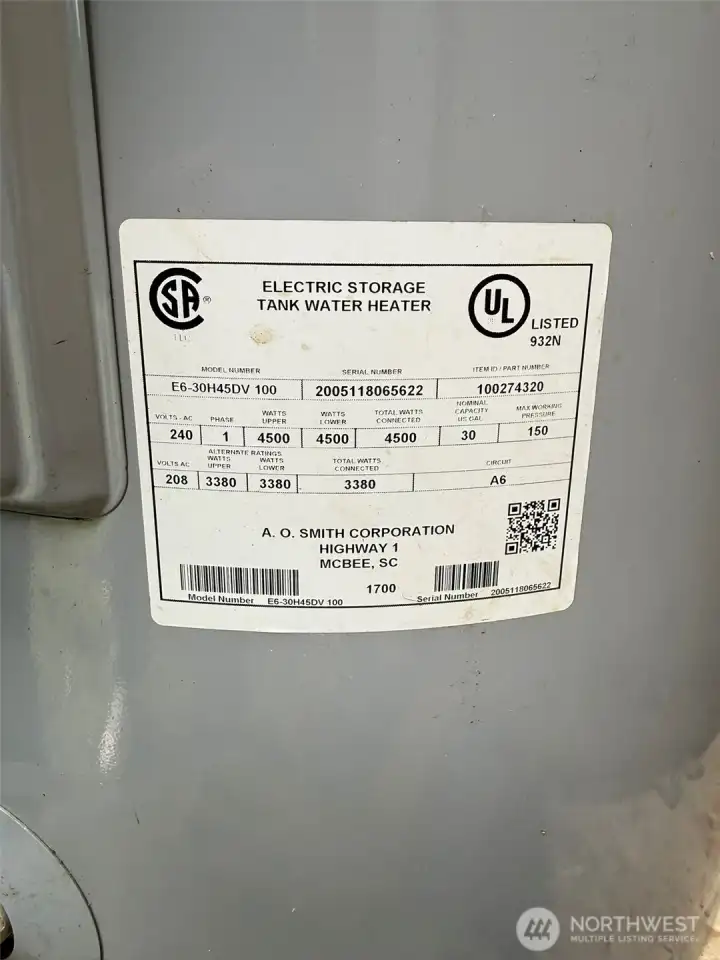 SA ®
ELECTRIC STORAGE
TANK WATER HEATER
UL
LISTED
932N
MODEL NUMBER SERIAL NUMBER ITEM ID / PART NUMBER
E6-30H45DV 100 2005118065622 100274320
VOLTS - AC PHASE WATTS UPPER WATTS LOWER TOTAL WATTS CONNECTED NOMINAL CAPACITY US GAL MAX WORKING PRESSURE
240 1 4500 4500 4500 30 150
ALTERNATE RATINGS
VOLTS AC WATTS UPPER WATTS LOWER TOTAL WATTS CONNECTED CIRCUIT
208 3380 3380 3380 A6
A. O. SMITH CORPORATION
HIGHWAY 1
MCBEE, SC
1700
Model Number E6-30H45DV 100 Serial Number 2005118065622
NORTHWEST
MULTIPLE LISTING SERVICE